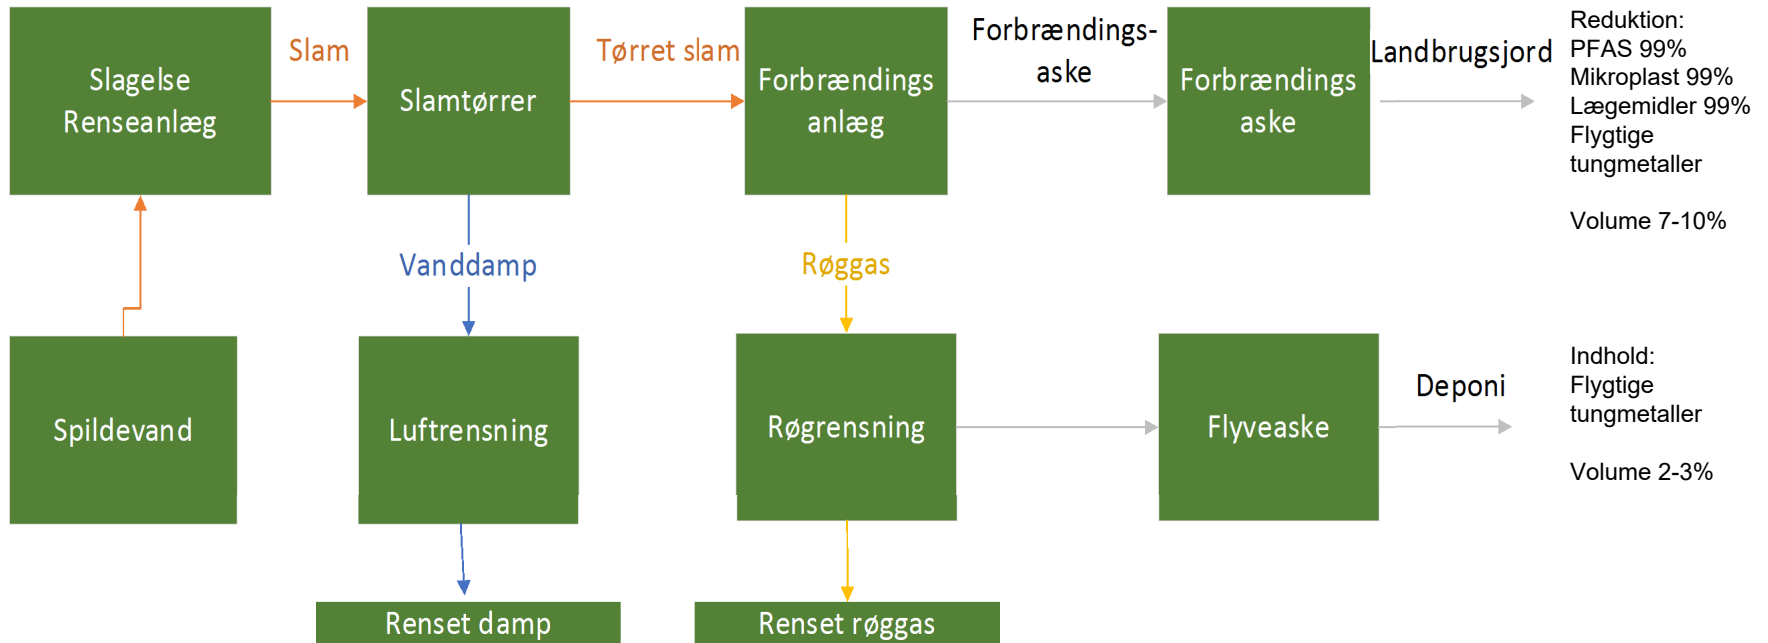 Slagelse
Renseanlæg
Slam
Slamtørrer
Tørret slam
Forbrændings
anlæg
Forbrændings-
aske
Forbrændings
aske
Landbrugsjord
Reduktion:
PFAS 99%
Mikroplast 99%
Lægemidler 99%
Flygtige
tungmetaller
Volume 7-10%
Vanddamp
Røggas
Spildevand
Luftrensning
Røgrensning
Flyveaske
Deponi
Indhold:
Flygtige
tungmetaller
Volume 2-3%
Renset damp
Renset røggas